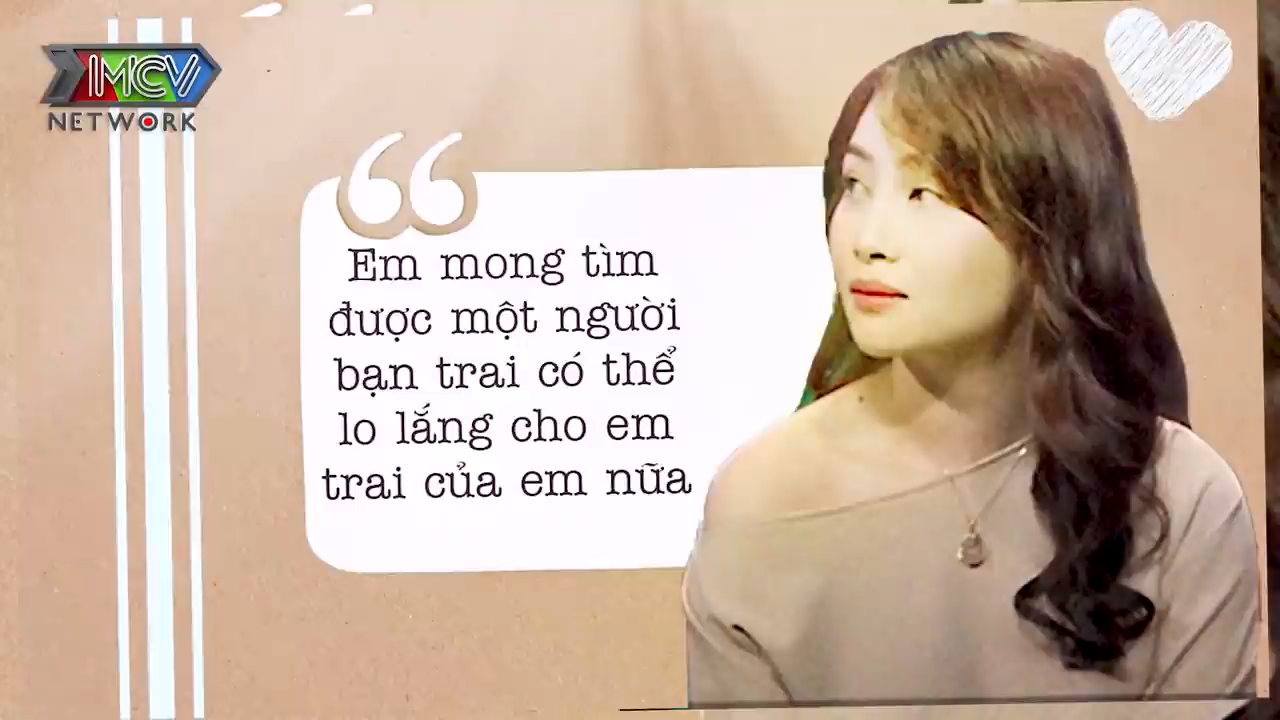 MCV
NETWORK
Em mong tìm
được một người
bạn trai có thể
lo lắng cho em
trai của em nữa